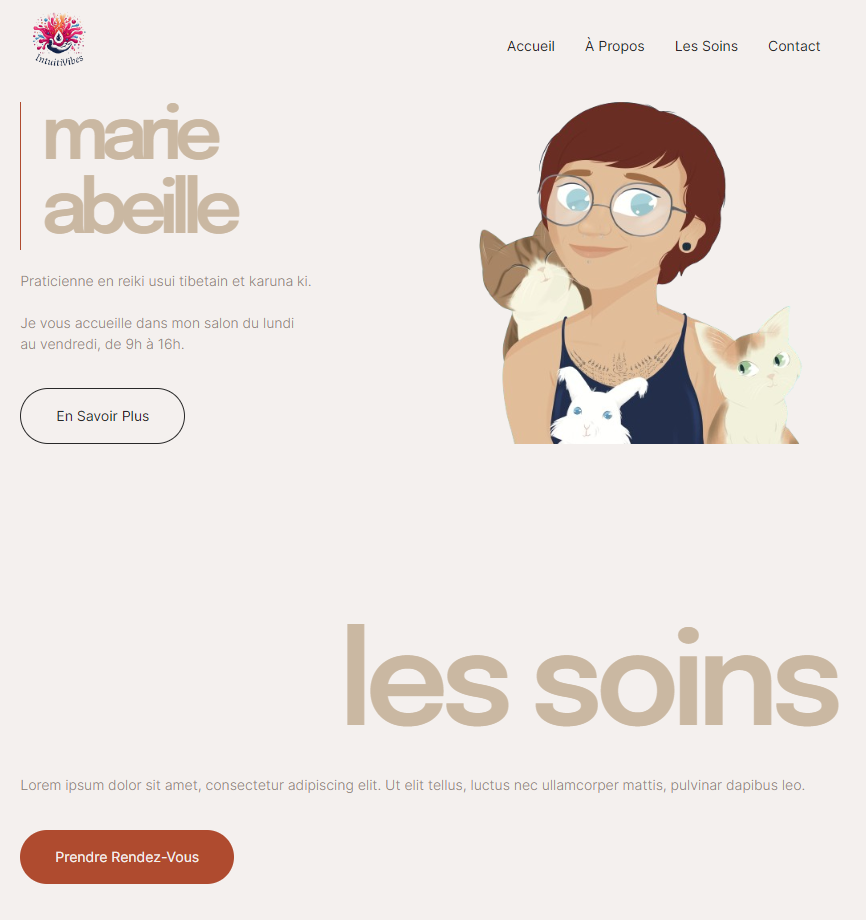 IntuitiVibes
Accueil
À Propos
Les Soins
Contact
marie
abeille
Praticienne en reiki usui tibetain et karuna ki.
Je vous accueille dans mon salon du lundi
au vendredi, de 9h à 16h.
En Savoir Plus
les soins
Lorem ipsum dolor sit amet, consectetur adipiscing elit. Ut elit tellus, luctus nec ullamcorper mattis, pulvinar dapibus leo.
Prendre Rendez-Vous